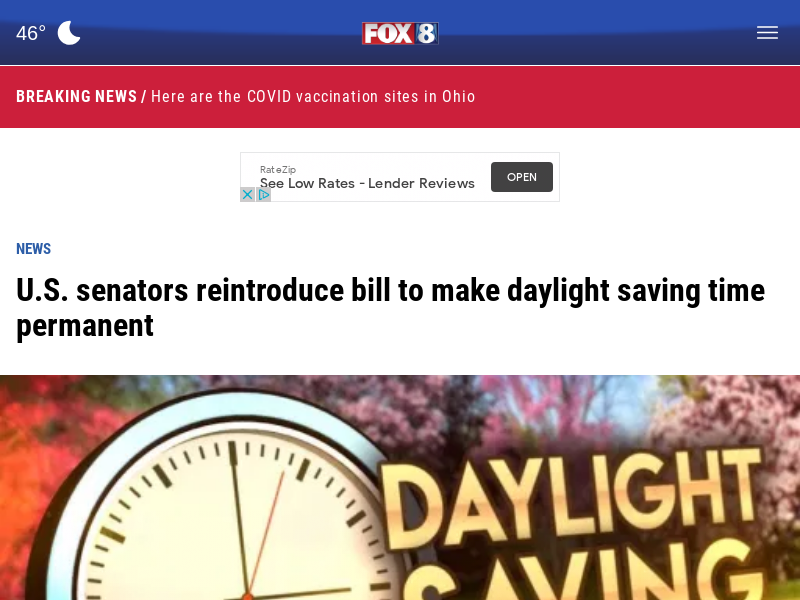 46°
FOX 8
BREAKING NEWS / Here are the COVID vaccination sites in Ohio
RateZip
See Low Rates - Lender Reviews
OPEN
NEWS
U.S. senators reintroduce bill to make daylight saving time
permanent
DAYLIGHT
SAVING